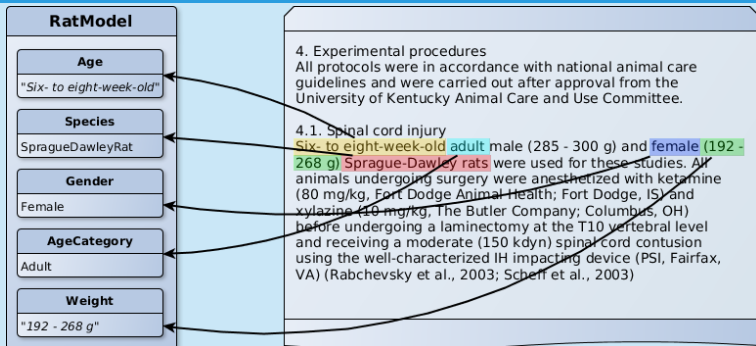 RatModel
Age
"Six- to eight-week-old"
Species
SpragueDawleyRat
Gender
Female
AgeCategory
Adult
Weight
"192 - 268 g"
4. Experimental procedures
All protocols were in accordance with national animal care
guidelines and were carried out after approval from the
University of Kentucky Animal Care and Use Committee.
4.1. Spinal cord injury
Six- to eight-week-old adult male (285 - 300 g) and female (192 -
268 g) Sprague-Dawley rats were used for these studies. All
animals undergoing surgery were anesthetized with ketamine
(80 mg/kg, Fort Dodge Animal Health; Fort Dodge, IS) and
xylazine (10 mg/kg, The Butler Company; Columbus, OH)
before undergoing a laminectomy at the T10 vertebral level
and receiving a moderate (150 kdyn) spinal cord contusion
using the well-characterized IH impacting device (PSI, Fairfax,
VA) (Rabchevsky et al., 2003; Scheff et al., 2003)